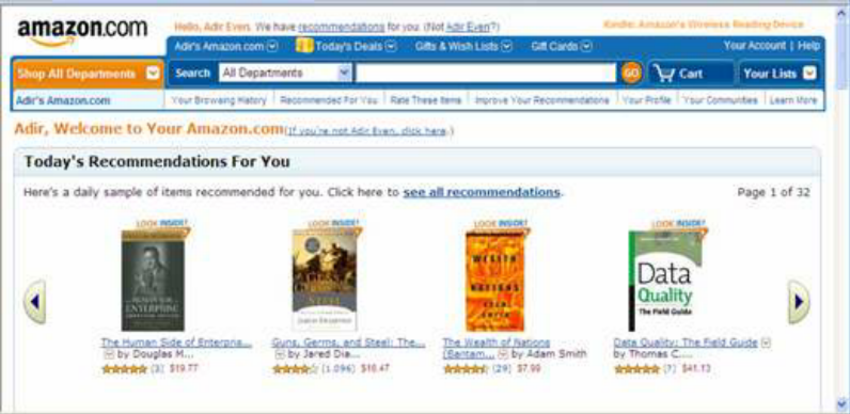 amazon.com
Hello, Adir Even. We have recommendations for you. (Not Adir Even?)
Kindle: Amazon's Wireless Reading Device
Adir's Amazon.com Today's Deals Gifts & Wish Lists Gift Cards Your Account | Help
Shop All Departments Search All Departments GO Cart Your Lists
Adir's Amazon.com Your Browsing History Recommended For You Rate These Items Improve Your Recommendations Your Profile Your Communities Learn More
Adir, Welcome to Your Amazon.com (If you're not Adir Even, click here.)
Today's Recommendations For You
Here's a daily sample of items recommended for you. Click here to see all recommendations.
Page 1 of 32
LOOK INSIDE! LOOK INSIDE! LOOK INSIDE! LOOK INSIDE!
ENTERPRISE
STEEL
WEALTH
NATIONS
ADAM
SMITH
Data
Quality
The Field Guide
The Human Side of Enterpris...
by Douglas M...
(3) $19.77
Guns, Germs, and Steel: The...
by Jared Dia...
(1,096) $16.47
The Wealth of Nations
(Bantam... by Adam Smith
(29) $7.99
Data Quality: The Field Guide
by Thomas C....
(7) $41.13